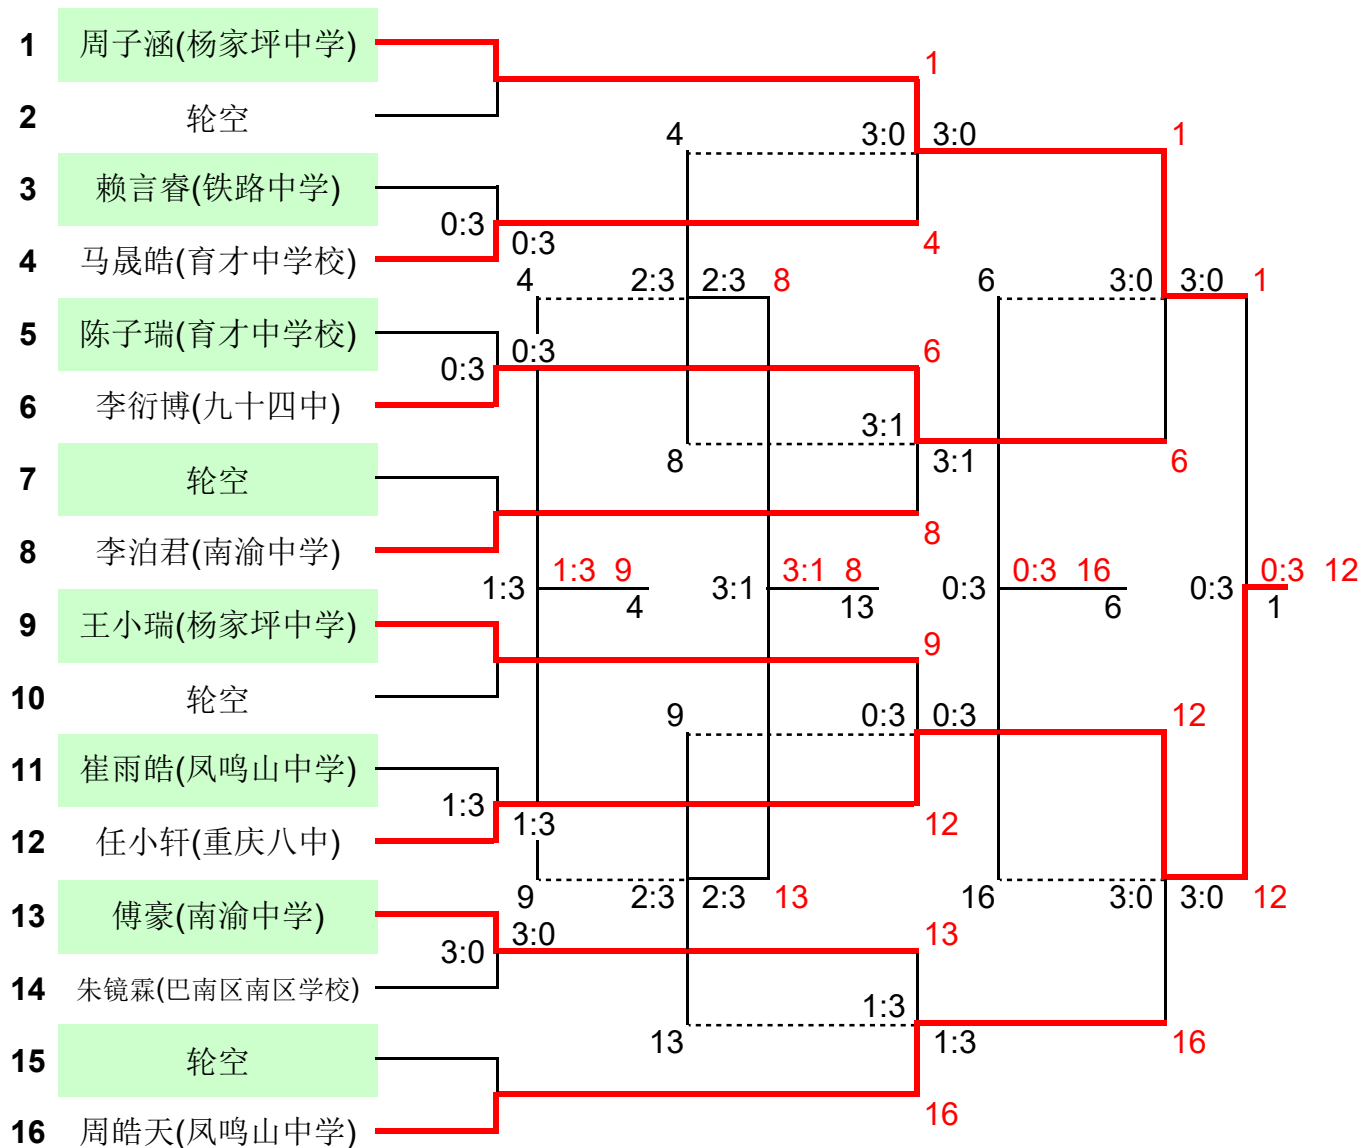 1 周子涵(杨家坪中学) 1
2 轮空 4 3:0 3:0 1
3 赖言睿(铁路中学)
0:3 0:3 4
4 马晟皓(育才中学校) 4 2:3 2:3 8 6 3:0 3:0 1
5 陈子瑞(育才中学校) 0:3 6
0:3
6 李衍博(九十四中) 3:1
8 3:1 6
7 轮空
8 李泊君(南渝中学) 8
1:3 1:3 9 3:1 3:1 8 0:3 0:3 16 0:3 0:3 12
4 13 6 1
9 王小瑞(杨家坪中学) 9
10 轮空 9 0:3 0:3 12
11 崔雨皓(凤鸣山中学)
1:3 1:3 12
12 任小轩(重庆八中)
9 2:3 2:3 13 16 3:0 3:0 12
13 傅豪(南渝中学) 3:0 13
3:0
14 朱镜霖(巴南区南区学校) 1:3
13 1:3 16
15 轮空
16 周皓天(凤鸣山中学) 16